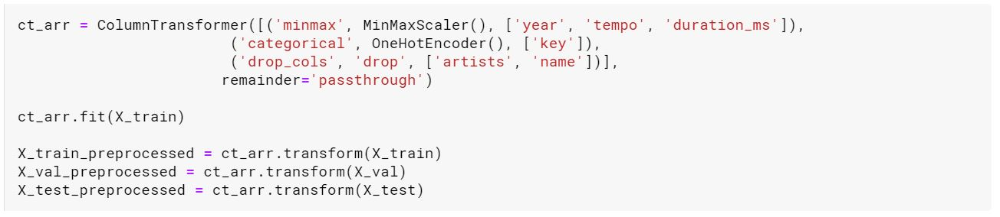 ct_arr = ColumnTransformer([('minmax', MinMaxScaler(), ['year', 'tempo', 'duration_ms']),
('categorical', OneHotEncoder(), ['key']),
('drop_cols', 'drop', ['artists', 'name'])],
remainder='passthrough')
ct_arr.fit(X_train)
X_train_preprocessed = ct_arr.transform(X_train)
X_val_preprocessed = ct_arr.transform(X_val)
X_test_preprocessed = ct_arr.transform(X_test)